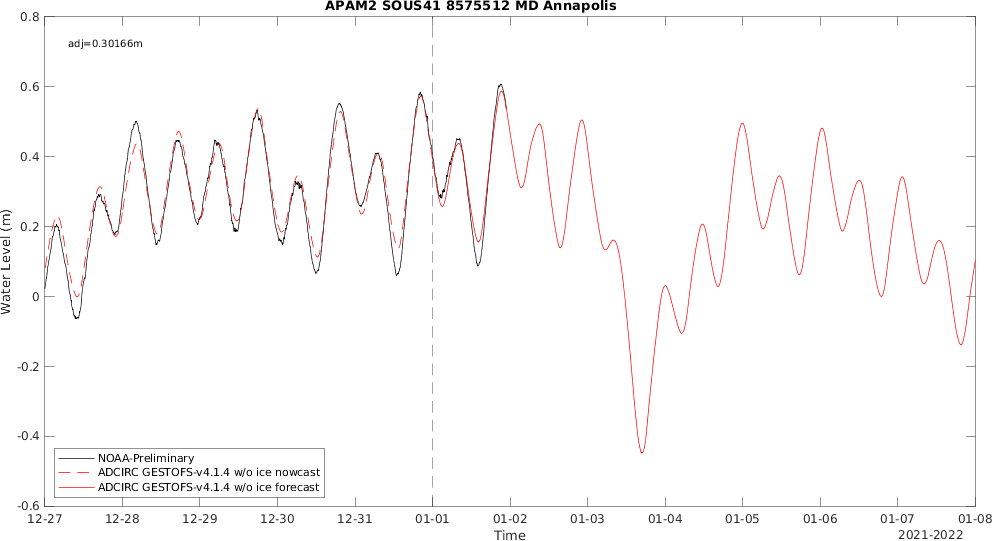 APAM2 SOUS41 8575512 MD Annapolis
adj=0.30166m
0.8
0.6
0.4
0.2
0
-0.2
-0.4
-0.6
Water Level (m)
NOAA-Preliminary
ADCIRC GESTOFS-v4.1.4 w/o ice nowcast
ADCIRC GESTOFS-v4.1.4 w/o ice forecast
12-27 12-28 12-29 12-30 12-31 01-01 01-02 01-03 01-04 01-05 01-06 01-07 01-08
Time
2021-2022